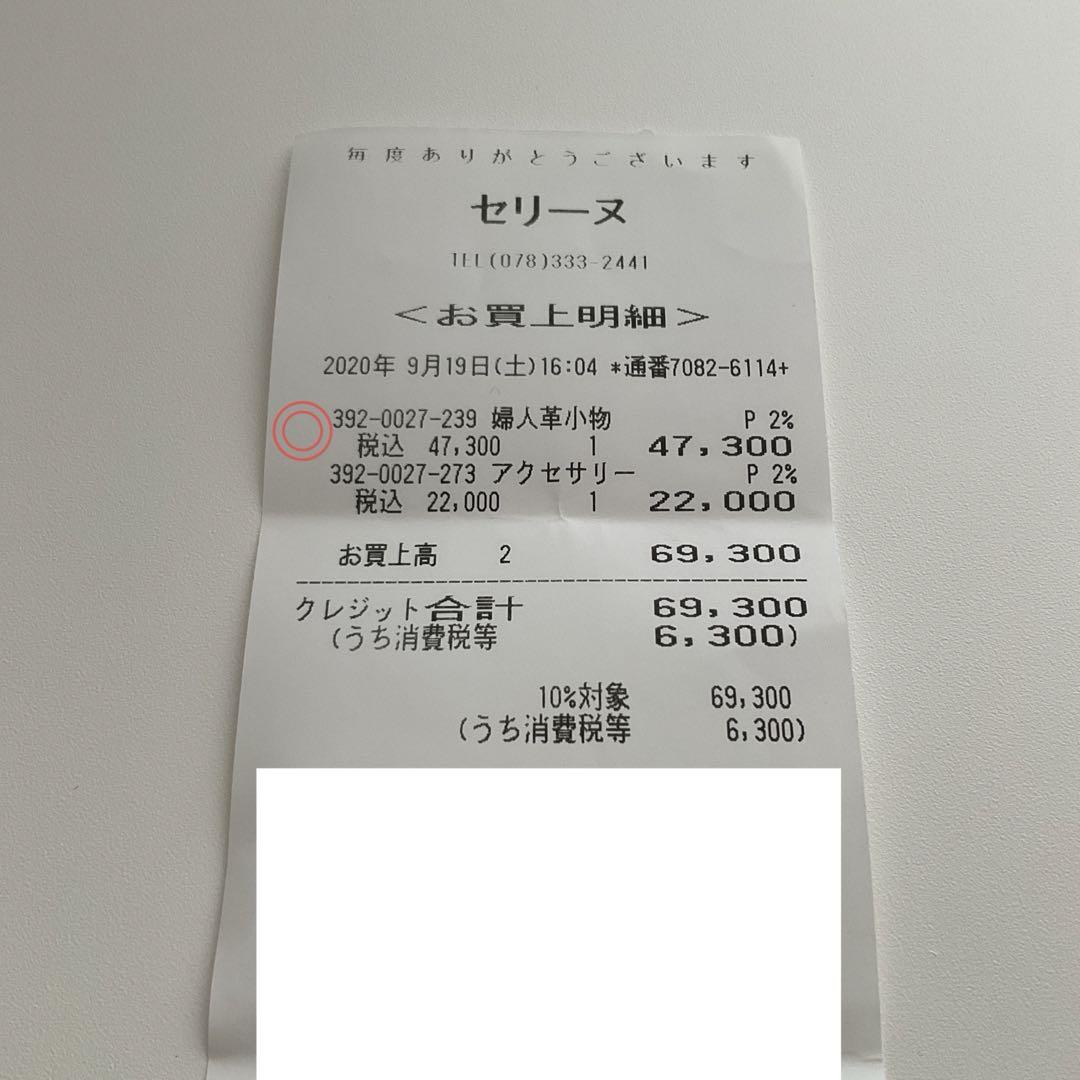 毎度ありがとうございます
セリーヌ
TEL(078)333-2441
<お買上明細>
2020年 9月19日(土)16:04 *通番7082-6114+
392-0027-239 婦人革小物 P 2%
税込 47,300 1 47,300
392-0027-273 アクセサリー P 2%
税込 22,000 1 22,000
お買上高 2 69,300
クレジット合計 69,300
(うち消費税等 6,300)
10%対象 69,300
(うち消費税等 6,300)